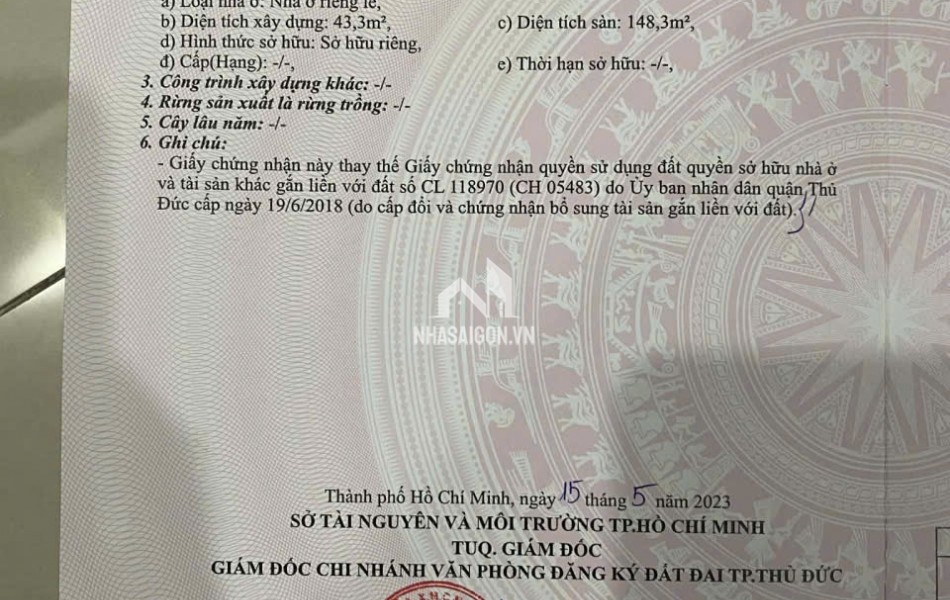 a) Loại nhà ở: Nhà ở riêng lẻ,
b) Diện tích xây dựng: 43,3m², c) Diện tích sàn: 148,3m²,
d) Hình thức sở hữu: Sở hữu riêng,
đ) Cấp(Hạng): -/-, e) Thời hạn sở hữu: -/-,
3. Công trình xây dựng khác: -/-
4. Rừng sản xuất là rừng trồng: -/-
5. Cây lâu năm: -/-
6. Ghi chú:
- Giấy chứng nhận này thay thế Giấy chứng nhận quyền sử dụng đất quyền sở hữu nhà ở
và tài sản khác gắn liền với đất số CL 118970 (CH 05483) do Ủy ban nhân dân quận Thủ
Đức cấp ngày 19/6/2018 (do cấp đổi và chứng nhận bổ sung tài sản gắn liền với đất).
NHASAIGON.VN
Thành phố Hồ Chí Minh, ngày 15 tháng 5 năm 2023
SỞ TÀI NGUYÊN VÀ MÔI TRƯỜNG TP.HỒ CHÍ MINH
TUQ. GIÁM ĐỐC
GIÁM ĐỐC CHI NHÁNH VĂN PHÒNG ĐĂNG KÝ ĐẤT ĐAI TP.THỦ ĐỨC